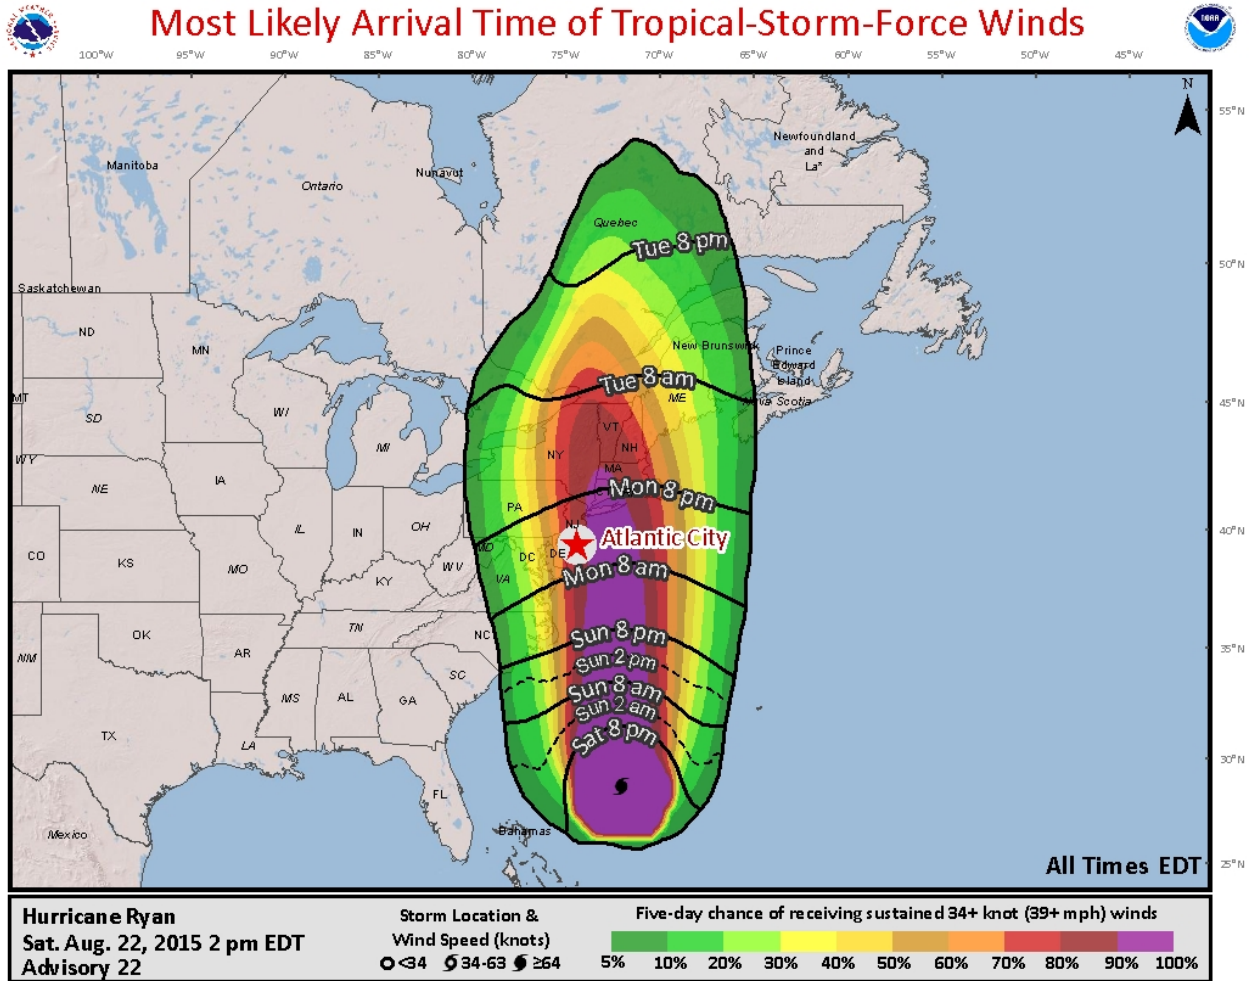 Most Likely Arrival Time of Tropical-Storm-Force Winds
NOAA
100°W 95°W 90°W 85°W 80°W 75°W 70°W 65°W 60°W 55°W 50°W 45°W
N
55°N
Newfoundland
and
La*
Manitoba
Ontario
Nunavut
Quebec
Tue 8 pm
50°N
Saskatchewan
ND
MN
New Brunswick
Prince
Edward
Island
Tue 8 am
MT
SD
WI
MI
ME
Nova Scotia
45°N
VT
NH
NY
MA
WY
NE
IA
Mon 8 pm
PA
IL
IN
OH
NJ
40°N
Atlantic City
CO
KS
MO
WV
MD
DC
DE
VA
KY
Mon 8 am
OK
TN
NC
Sun 8 pm
35°N
NM
AR
SC
Sun 2 pm
MS
AL
GA
Sun 8 am
Sun 2 am
TX
LA
Sat 8 pm
30°N
FL
Mexico
Bahamas
All Times EDT
25°N
Hurricane Ryan
Sat. Aug. 22, 2015 2 pm EDT
Advisory 22
Storm Location &
Wind Speed (knots)
<34 34-63 ≥64
Five-day chance of receiving sustained 34+ knot (39+ mph) winds
5% 10% 20% 30% 40% 50% 60% 70% 80% 90% 100%